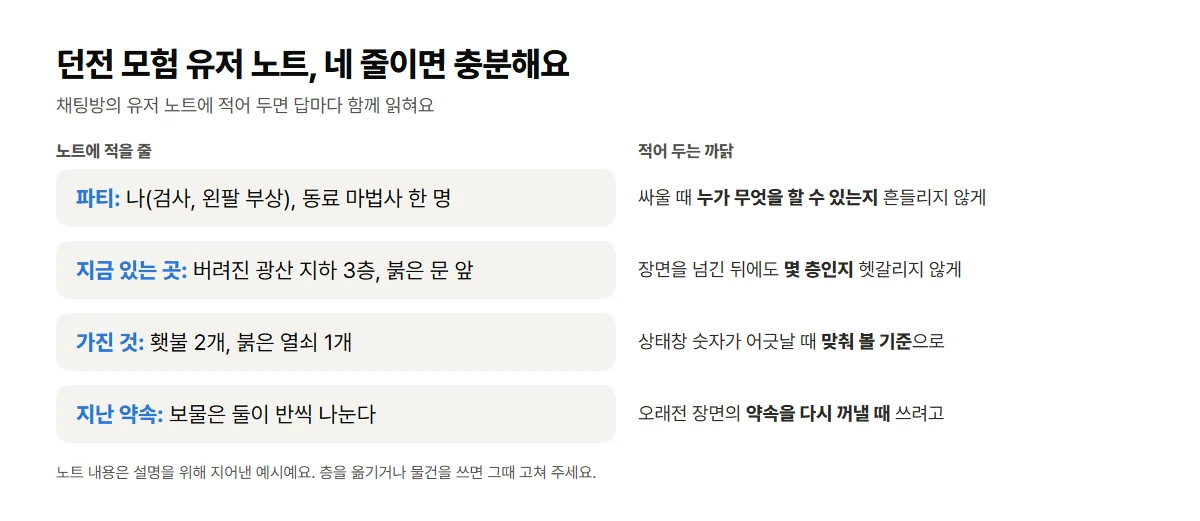 던전 모험 유저 노트, 네 줄이면 충분해요
채팅방의 유저 노트에 적어 두면 답마다 함께 읽혀요
노트에 적을 줄
적어 두는 까닭
파티: 나(검사, 왼팔 부상), 동료 마법사 한 명
싸울 때 누가 무엇을 할 수 있는지 흔들리지 않게
지금 있는 곳: 버려진 광산 지하 3층, 붉은 문 앞
장면을 넘긴 뒤에도 몇 층인지 헷갈리지 않게
가진 것: 횃불 2개, 붉은 열쇠 1개
상태창 숫자가 어긋날 때 맞춰 볼 기준으로
지난 약속: 보물은 둘이 반씩 나눈다
오래전 장면의 약속을 다시 꺼낼 때 쓰려고
노트 내용은 설명을 위해 지어낸 예시예요. 층을 옮기거나 물건을 쓰면 그때 고쳐 주세요.